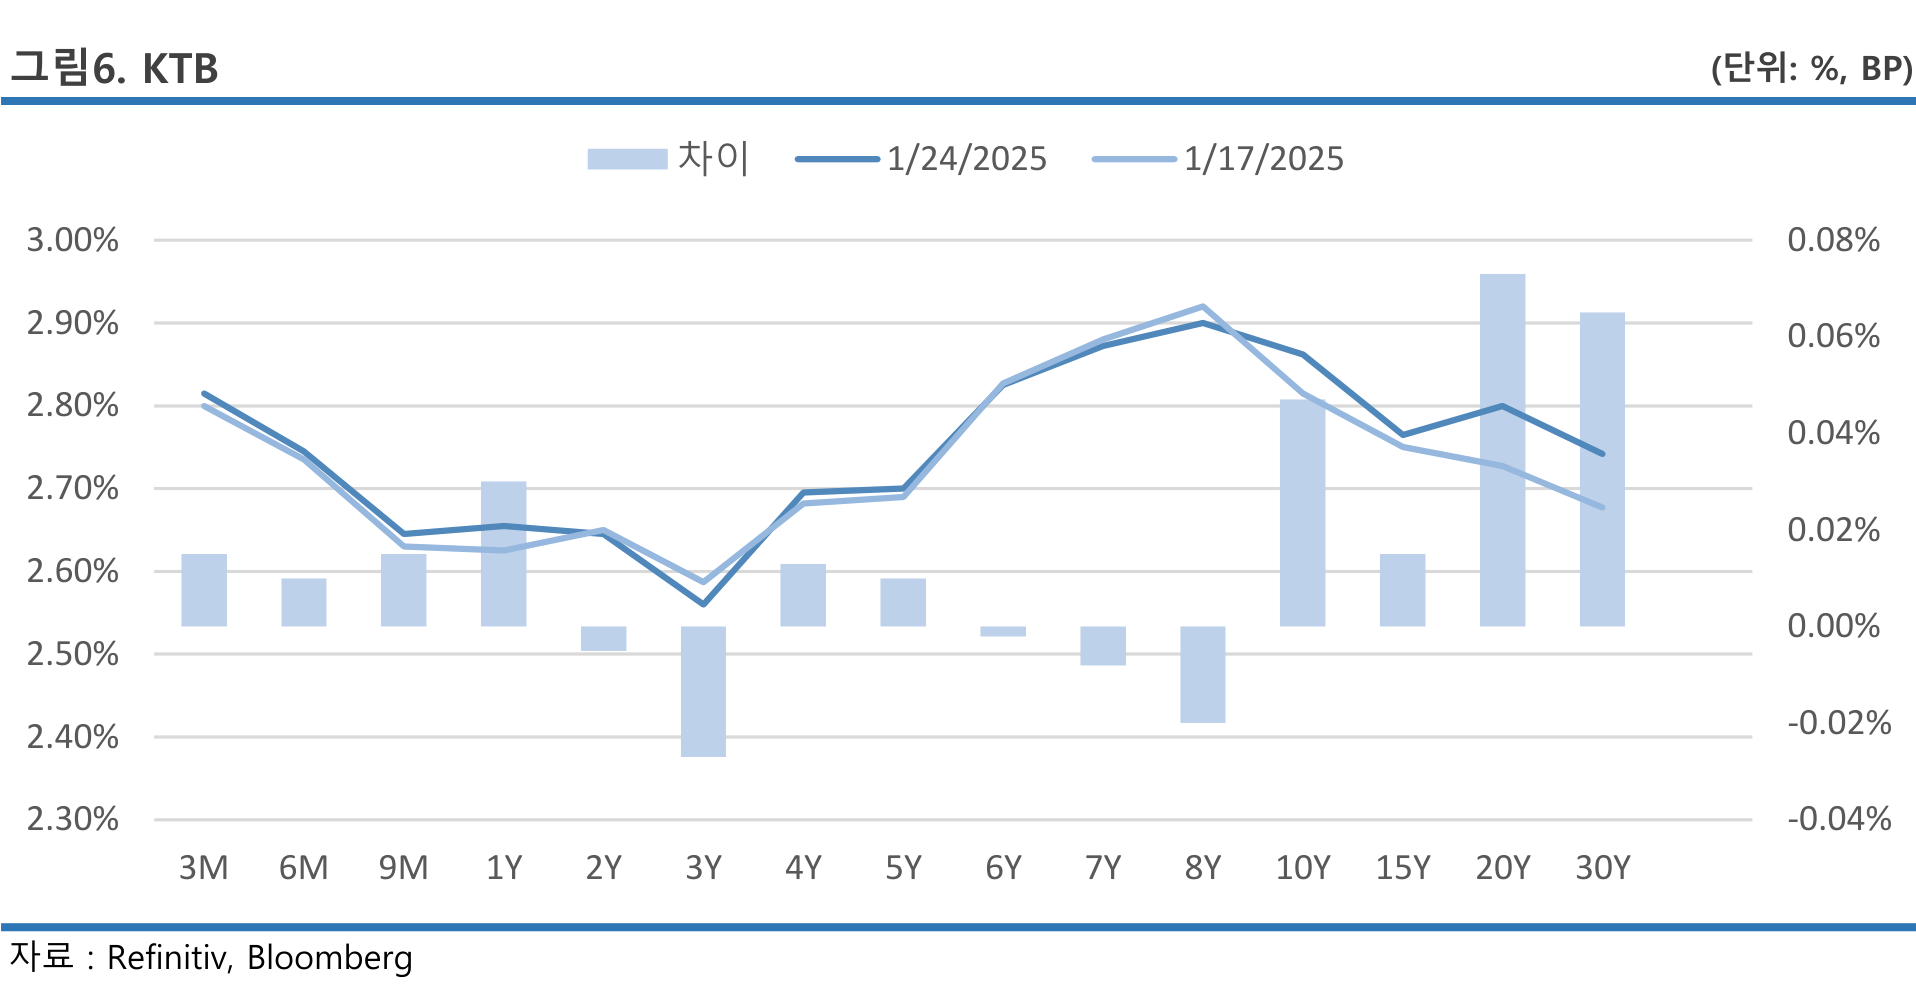 그림6. KTB
(단위: %, BP)
차이 1/24/2025 1/17/2025
3.00% 0.08%
2.90% 0.06%
2.80% 0.04%
2.70% 0.02%
2.60% 0.00%
2.50% -0.02%
2.40% -0.04%
2.30%
3M 6M 9M 1Y 2Y 3Y 4Y 5Y 6Y 7Y 8Y 10Y 15Y 20Y 30Y
자료 : Refinitiv, Bloomberg